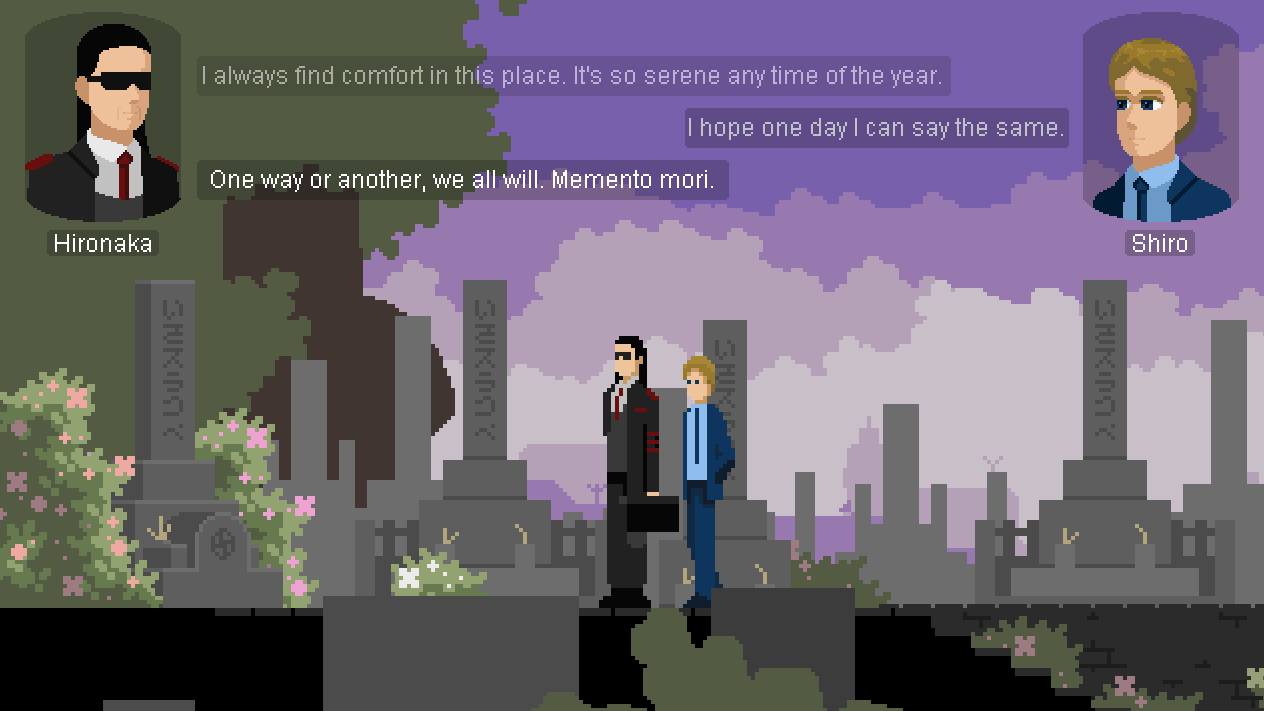 I always find comfort in this place. It's so serene any time of the year.
I hope one day I can say the same.
One way or another, we all will. Memento mori.
Hironaka
Shiro